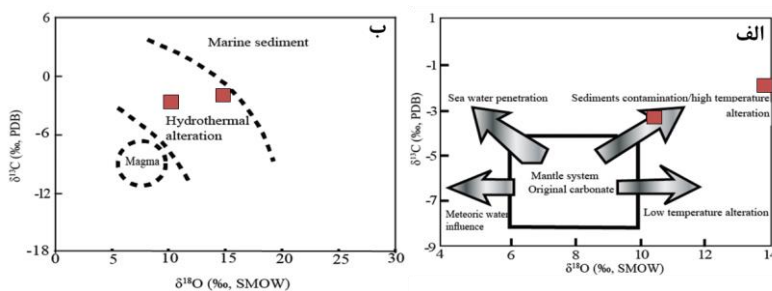 ب
6
0
-6
-12
-18
δ¹³C (‰, PDB)
Marine sediment
Hydrothermal
alteration
Magma
0 5 10 15 20 25 30
δ¹⁸O (‰, SMOW)
الف
1
-1
-3
-5
-7
-9
δ¹³C (‰, PDB)
Sea water penetration
Sediments contamination/high temperature
alteration
Mantle system
Original carbonate
Meteoric water
influence
Low temperature alteration
4 6 8 10 12 14
δ¹⁸O (‰, SMOW)